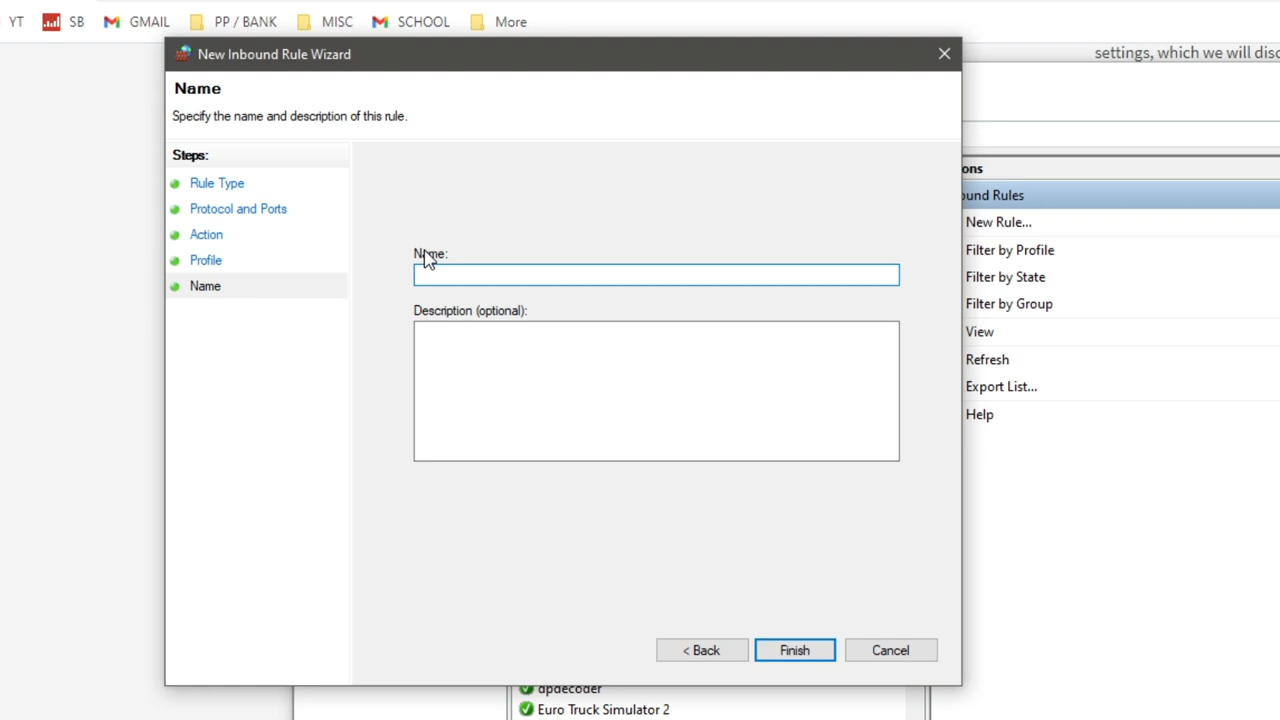 YT SB GMAIL PP / BANK MISC SCHOOL More
New Inbound Rule Wizard
settings, which we will disc
Name
Specify the name and description of this rule.
Steps:
Rule Type
Protocol and Ports
Action
Profile
Name
Name:
Description (optional):
< Back Finish Cancel
ons
ound Rules
New Rule...
Filter by Profile
Filter by State
Filter by Group
View
Refresh
Export List...
Help
dpdecoder
Euro Truck Simulator 2